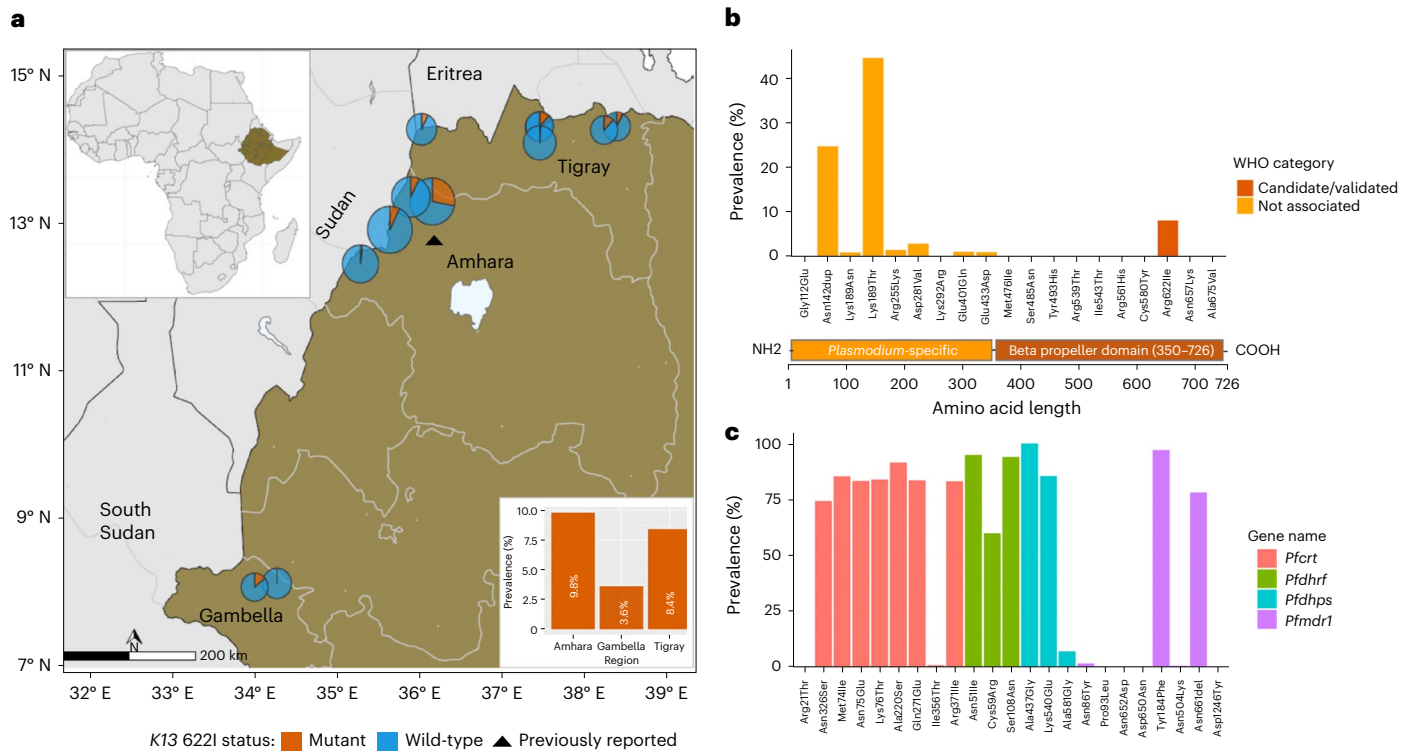 a
15° N
13° N
11° N
9° N
7° N
32° E
33° E
34° E
35° E
36° E
37° E
38° E
39° E
Eritrea
Tigray
Sudan
Amhara
South
Sudan
Gambella
N
200 km
Prevalence (%)
10.0
7.5
5.0
2.5
0
9.8%
3.6%
8.4%
Amhara
Gambella
Tigray
Region
K13 622I status:
Mutant
Wild-type
Previously reported
b
Prevalence (%)
40
30
20
10
0
Gly112Glu
Asn142dup
Lys189Asn
Lys189Thr
Arg255Lys
Asp281Val
Lys292Arg
Glu401Gln
Glu433Asp
Met476Ile
Ser485Asn
Tyr493His
Arg539Thr
Ile543Thr
Arg561His
Cys580Tyr
Arg622Ile
Asn657Lys
Ala675Val
WHO category
Candidate/validated
Not associated
NH2
Plasmodium-specific
Beta propeller domain (350–726)
COOH
1
100
200
300
400
500
600
700
726
Amino acid length
c
Prevalence (%)
100
75
50
25
0
Arg21Thr
Asn326Ser
Met74Ile
Asn75Glu
Lys76Thr
Ala220Ser
Gln271Glu
Ile356Thr
Arg371Ile
Asn51Ile
Cys59Arg
Ser108Asn
Ala437Gly
Lys540Glu
Ala581Gly
Asn86Tyr
Pro93Leu
Asn652Asp
Asp650Asn
Tyr184Phe
Asn504Lys
Asn661del
Asp1246Tyr
Gene name
Pfcrt
Pfdhrf
Pfdhps
Pfmdr1